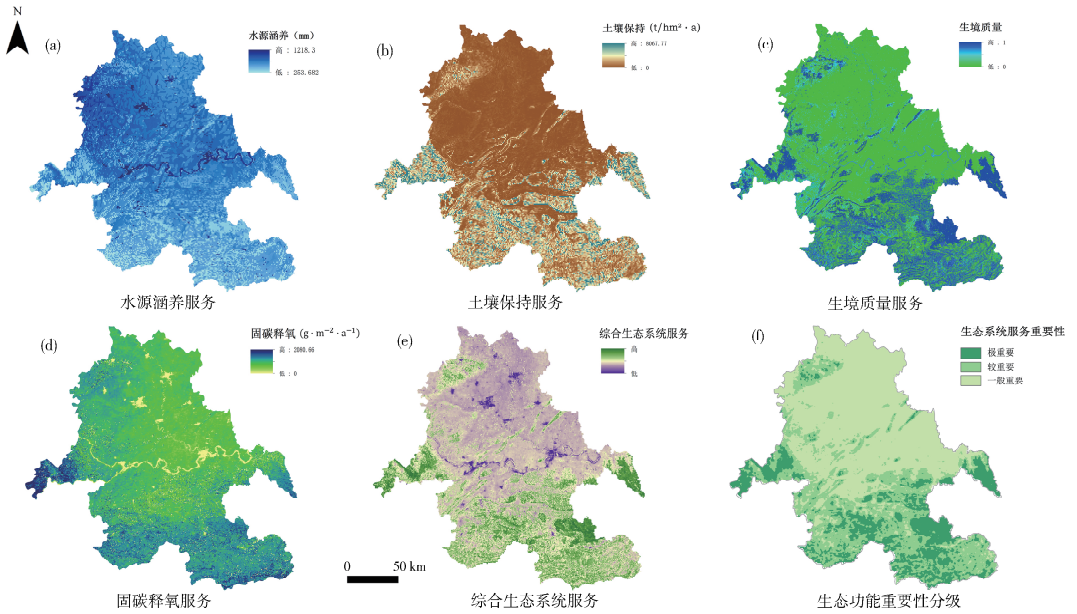 N
(a)
水源涵养 (mm)
高 : 1218.3
低 : 253.682
水源涵养服务
(b)
土壤保持 (t/hm²·a)
高 : 8061.77
低 : 0
土壤保持服务
(c)
生境质量
高 : 1
低 : 0
生境质量服务
(d)
固碳释氧 (g·m⁻²·a⁻¹)
高 : 2080.66
低 : 0
固碳释氧服务
(e)
综合生态系统服务
高
低
0 50 km
综合生态系统服务
(f)
生态系统服务重要性
极重要
较重要
一般重要
生态功能重要性分级